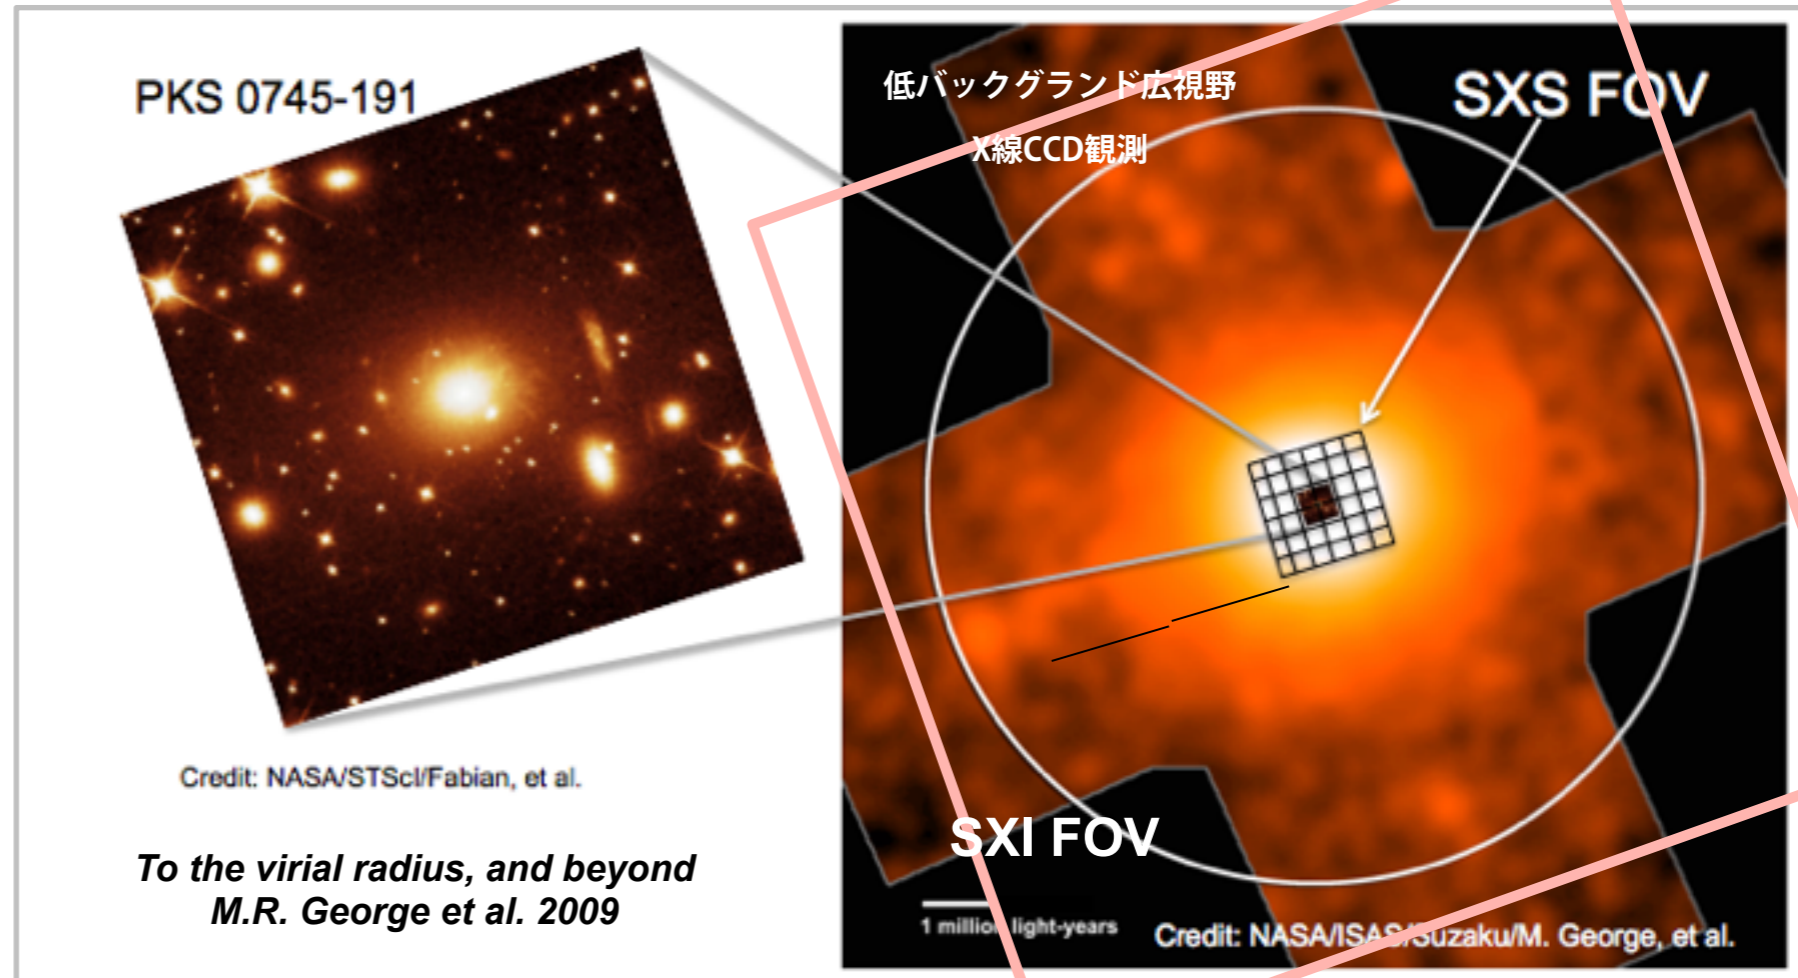 PKS 0745-191
低バックグランド広視野
X線CCD観測
SXS FOV
Credit: NASA/STScI/Fabian, et al.
To the virial radius, and beyond
M.R. George et al. 2009
SXI FOV
1 million light-years
Credit: NASA/ISAS/Suzaku/M. George, et al.